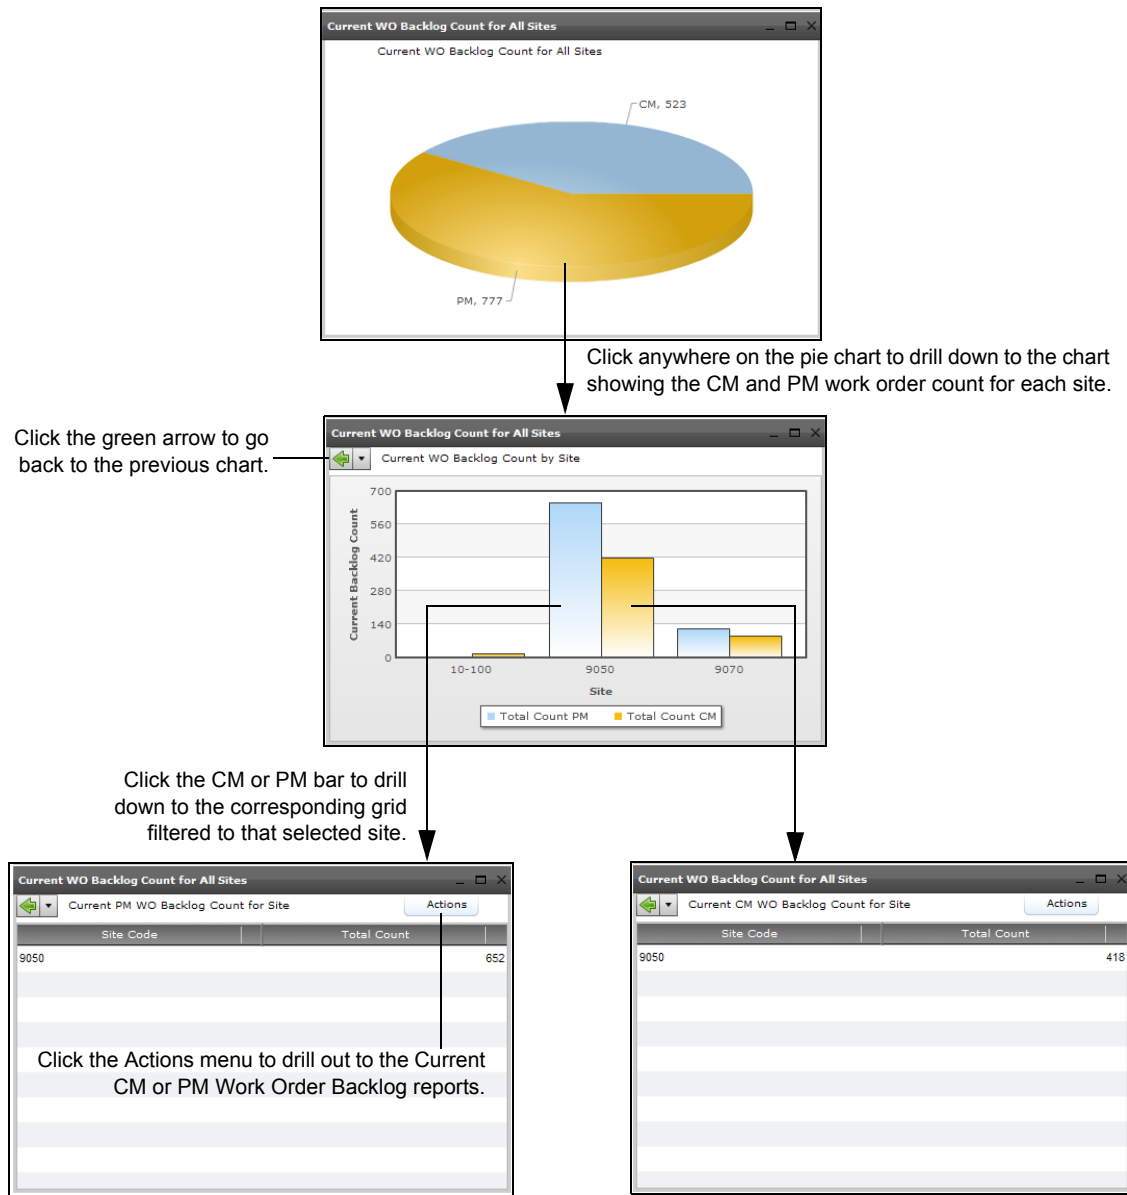 Current WO Backlog Count for All Sites
Current WO Backlog Count for All Sites
CM, 523
PM, 777
Click anywhere on the pie chart to drill down to the chart
showing the CM and PM work order count for each site.
Click the green arrow to go
back to the previous chart.
Current WO Backlog Count for All Sites
Current WO Backlog Count by Site
Current Backlog Count
700
560
420
280
140
0
10-100 9050 9070
Site
Total Count PM Total Count CM
Click the CM or PM bar to drill
down to the corresponding grid
filtered to that selected site.
Current WO Backlog Count for All Sites
Current PM WO Backlog Count for Site Actions
Site Code Total Count
9050 652
Click the Actions menu to drill out to the Current
CM or PM Work Order Backlog reports.
Current WO Backlog Count for All Sites
Current CM WO Backlog Count for Site Actions
Site Code Total Count
9050 418